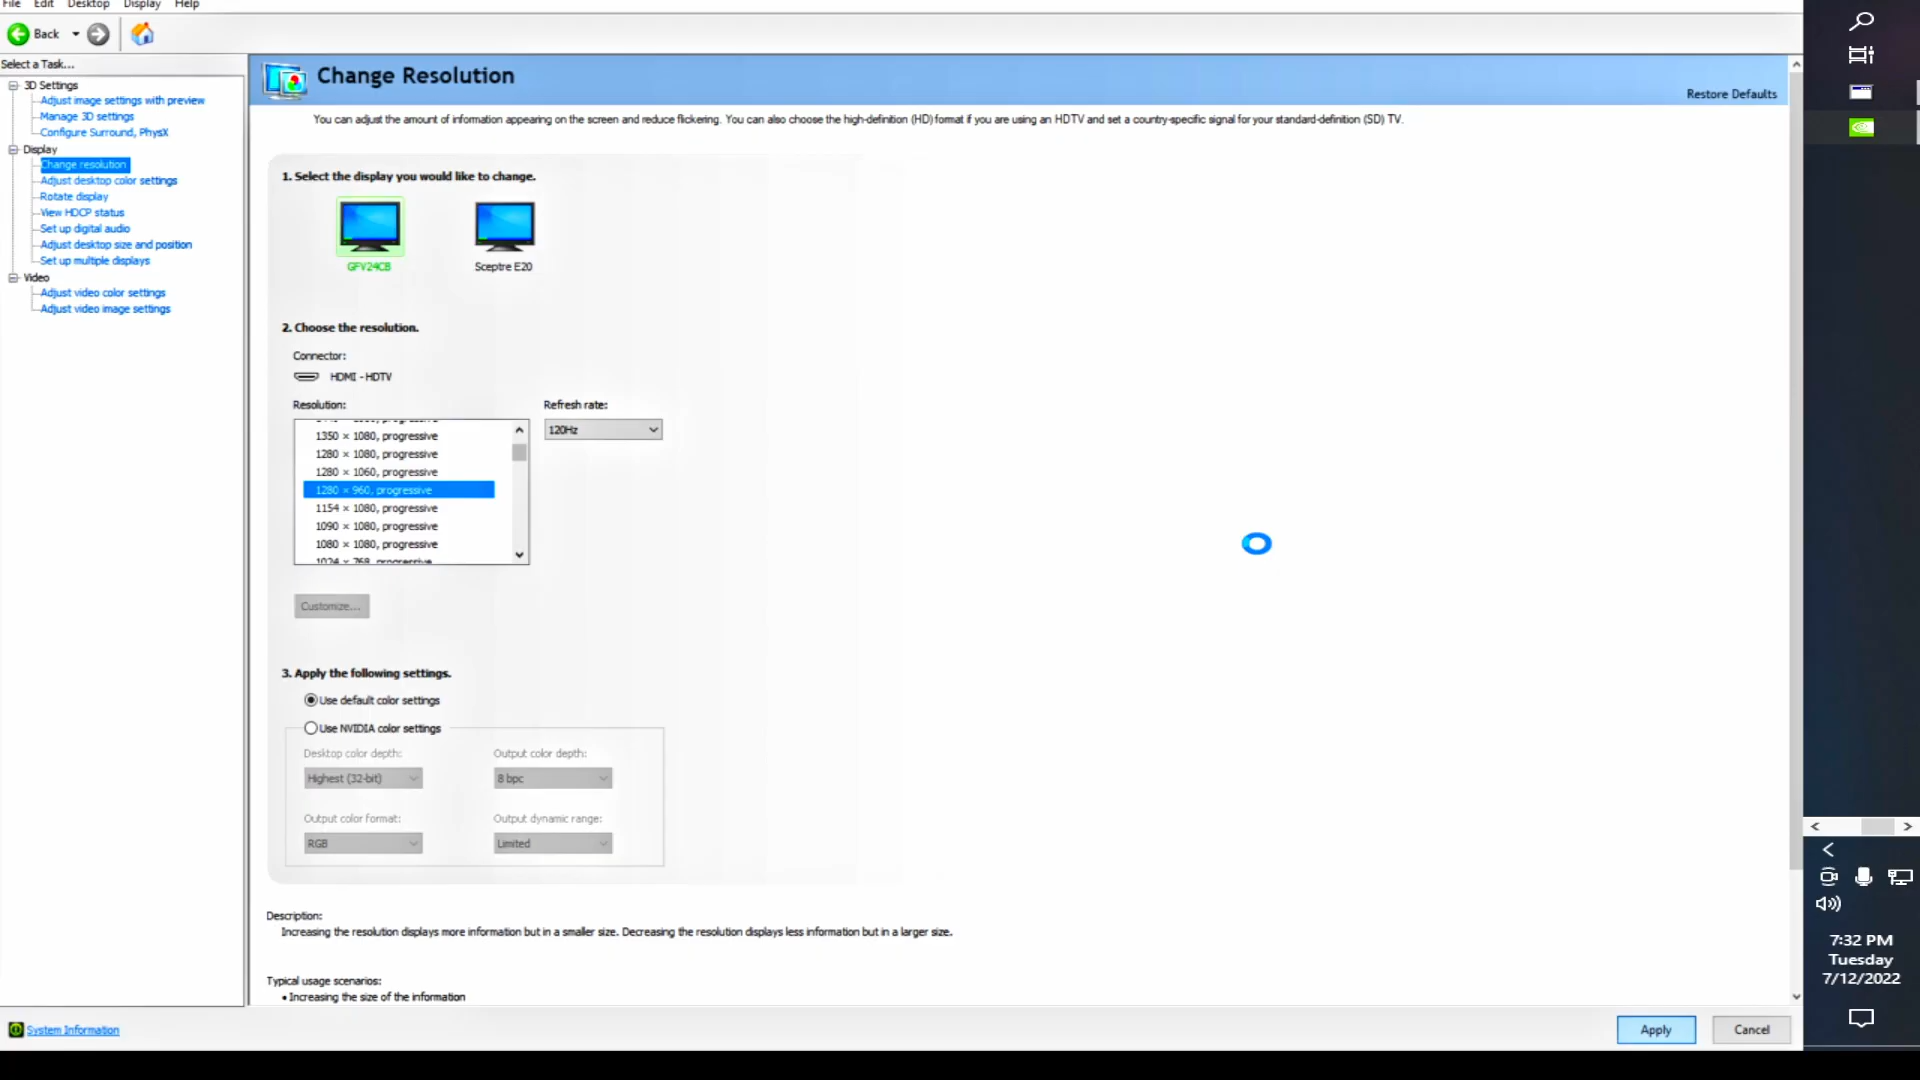 File Edit Desktop Display Help
Back
Select a Task...
3D Settings
Adjust image settings with preview
Manage 3D settings
Configure Surround, PhysX
Display
Change resolution
Adjust desktop color settings
Rotate display
View HDCP status
Set up digital audio
Adjust desktop size and position
Set up multiple displays
Video
Adjust video color settings
Adjust video image settings
System Information
Change Resolution
Restore Defaults
You can adjust the amount of information appearing on the screen and reduce flickering. You can also choose the high-definition (HD) format if you are using an HDTV and set a country-specific signal for your standard-definition (SD) TV.
1. Select the display you would like to change.
GFV24CB
Sceptre E20
2. Choose the resolution.
Connector:
HDMI - HDTV
Resolution:
Refresh rate:
120Hz
1350 × 1080, progressive
1280 × 1080, progressive
1280 × 1060, progressive
1280 × 960, progressive
1154 × 1080, progressive
1090 × 1080, progressive
1080 × 1080, progressive
1024 × 768, progressive
Customize...
3. Apply the following settings.
Use default color settings
Use NVIDIA color settings
Desktop color depth:
Output color depth:
Highest (32-bit)
8 bpc
Output color format:
Output dynamic range:
RGB
Limited
Description:
Increasing the resolution displays more information but in a smaller size. Decreasing the resolution displays less information but in a larger size.
Typical usage scenarios:
• Increasing the size of the information
Apply
Cancel
7:32 PM
Tuesday
7/12/2022